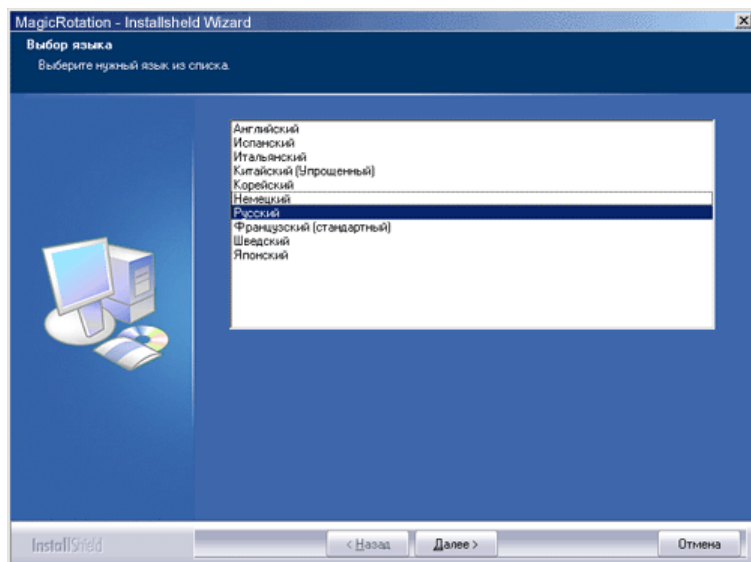 MagicRotation - Installsheld Wizard
Выбор языка
Выберите нужный язык из списка.
Английский
Испанский
Итальянский
Китайский (Упрощенный)
Корейский
Немецкий
Русский
Французский (стандартный)
Шведский
Японский
InstallShield
< Назад
Далее >
Отмена